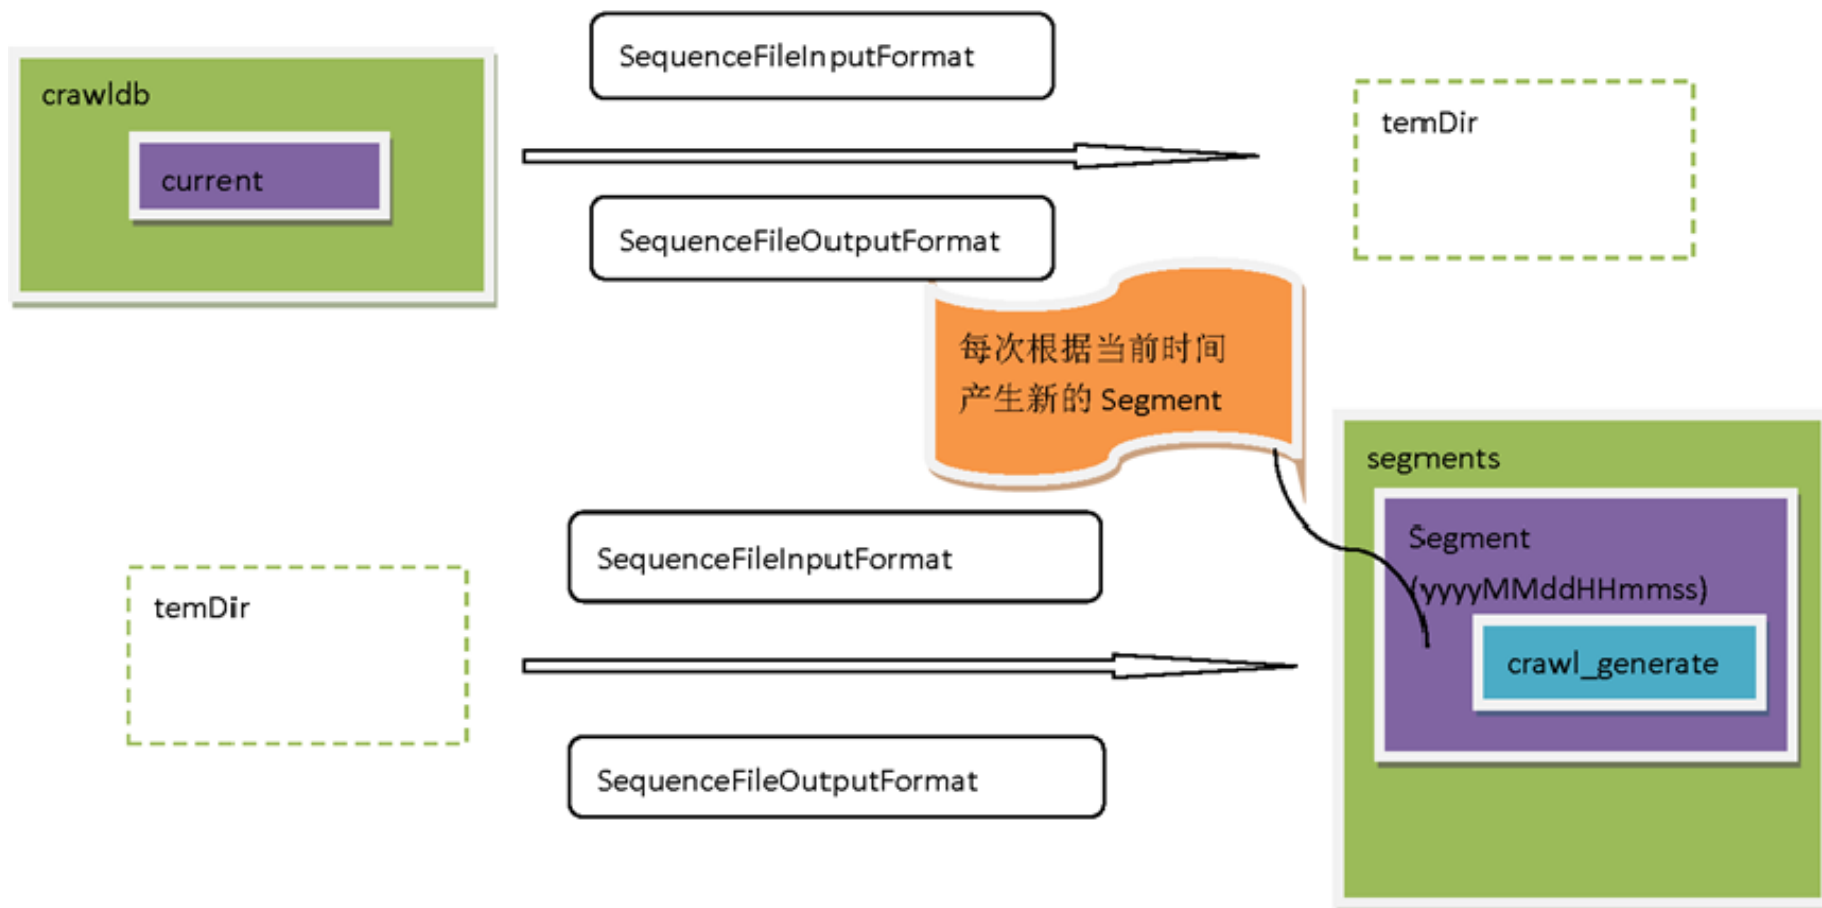 crawldb
current
SequenceFileInputFormat
SequenceFileOutputFormat
temDir
每次根据当前时间
产生新的 Segment
temDir
SequenceFileInputFormat
SequenceFileOutputFormat
segments
Segment
(yyyyMMddHHmmss)
crawl_generate